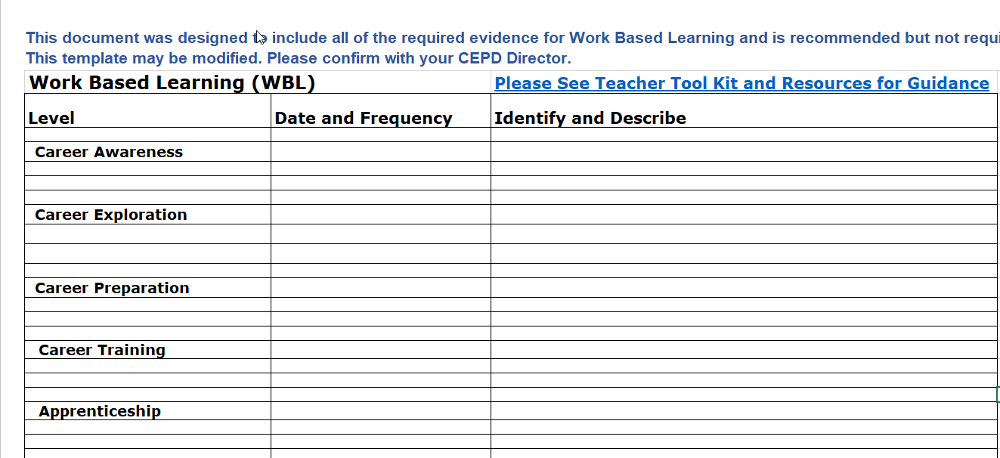 This document was designed to include all of the required evidence for Work Based Learning and is recommended but not requi
This template may be modified. Please confirm with your CEPD Director.
Work Based Learning (WBL) Please See Teacher Tool Kit and Resources for Guidance
Level Date and Frequency Identify and Describe
Career Awareness
Career Exploration
Career Preparation
Career Training
Apprenticeship